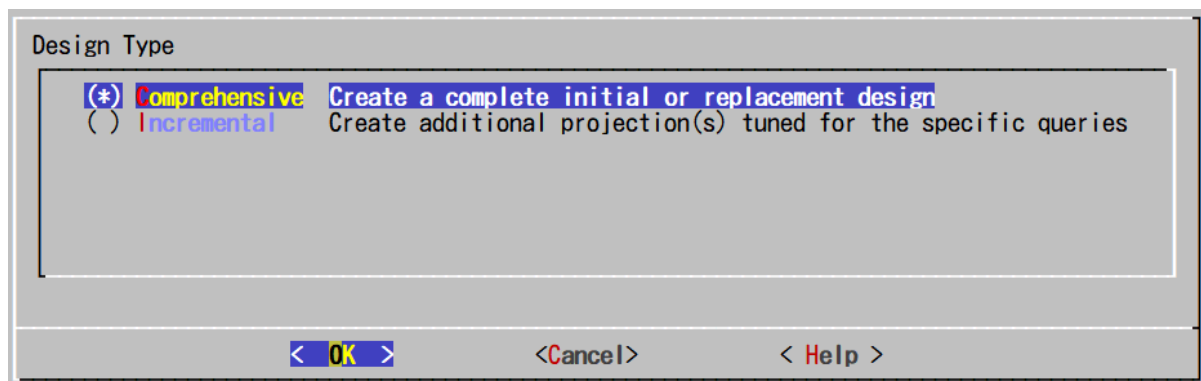 Design Type
(*) Comprehensive Create a complete initial or replacement design
( ) Incremental Create additional projection(s) tuned for the specific queries
< OK > <Cancel> < Help >